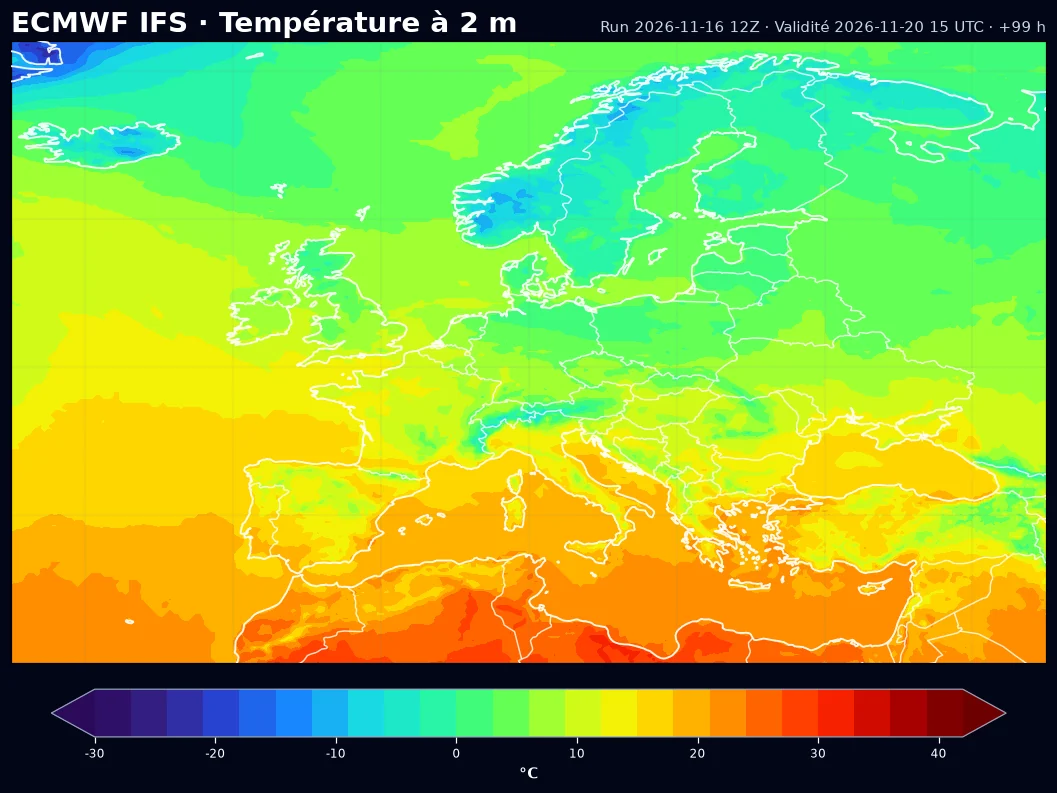 ECMWF IFS · Température à 2 m
Run 2026-11-16 12Z · Validité 2026-11-20 15 UTC · +99 h
-30 -20 -10 0 10 20 30 40
°C